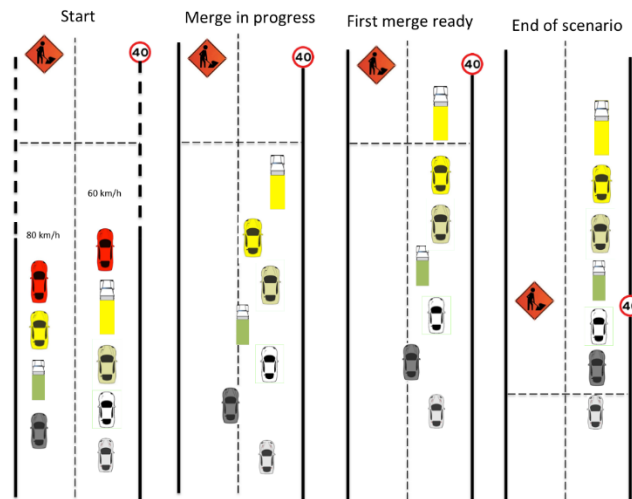 Start
Merge in progress
First merge ready
End of scenario
40
40
40
60 km/h
80 km/h